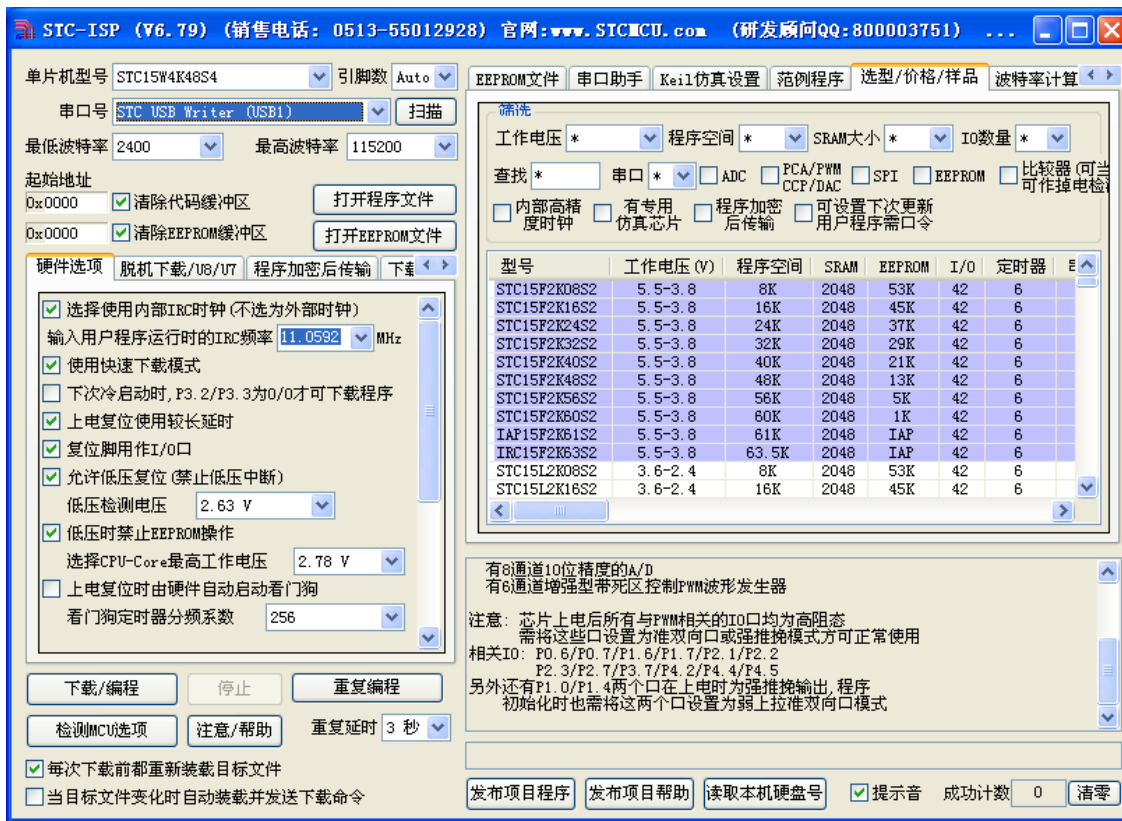 STC-ISP (V6.79) (销售电话: 0513-55012928) 官网:www.STCMCU.com (研发顾问QQ:800003751) ...
单片机型号 STC15W4K48S4 引脚数 Auto
串口号 STC USB Writer (USB1) 扫描
最低波特率 2400 最高波特率 115200
起始地址
0x0000 清除代码缓冲区 打开程序文件
0x0000 清除EEPROM缓冲区 打开EEPROM文件
硬件选项 脱机下载/U8/U7 程序加密后传输
选择使用内部IRC时钟(不选为外部时钟)
输入用户程序运行时的IRC频率 11.0592 MHz
使用快速下载模式
下次冷启动时,P3.2/P3.3为0/0才可下载程序
上电复位使用较长延时
复位脚用作I/O口
允许低压复位(禁止低压中断)
低压检测电压 2.63 V
低压时禁止EEPROM操作
选择CPU-Core最高工作电压 2.78 V
上电复位时由硬件自动启动看门狗
看门狗定时器分频系数 256
下载/编程 停止 重复编程
检测MCU选项 注意/帮助 重复延时 3 秒
每次下载前都重新装载目标文件
当目标文件变化时自动装载并发送下载命令
EEPROM文件 串口助手 Keil仿真设置 范例程序 选型/价格/样品 波特率计算
筛选
工作电压 * 程序空间 * SRAM大小 * IO数量 *
查找 * 串口 * ADC PCA/PWM CCP/DAC SPI EEPROM 比较器(可当
可作掉电检
内部高精度时钟 有专用仿真芯片 程序加密后传输 可设置下次更新用户程序需口令
型号 工作电压(V) 程序空间 SRAM EEPROM I/O 定时器
STC15F2K08S2 5.5-3.8 8K 2048 53K 42 6
STC15F2K16S2 5.5-3.8 16K 2048 45K 42 6
STC15F2K24S2 5.5-3.8 24K 2048 37K 42 6
STC15F2K32S2 5.5-3.8 32K 2048 29K 42 6
STC15F2K40S2 5.5-3.8 40K 2048 21K 42 6
STC15F2K48S2 5.5-3.8 48K 2048 13K 42 6
STC15F2K56S2 5.5-3.8 56K 2048 5K 42 6
STC15F2K60S2 5.5-3.8 60K 2048 1K 42 6
IAP15F2K61S2 5.5-3.8 61K 2048 IAP 42 6
IRC15F2K63S2 5.5-3.8 63.5K 2048 IAP 42 6
STC15L2K08S2 3.6-2.4 8K 2048 53K 42 6
STC15L2K16S2 3.6-2.4 16K 2048 45K 42 6
有8通道10位精度的A/D
有6通道增强型带死区控制PWM波形发生器
注意: 芯片上电后所有与PWM相关的IO口均为高阻态
需将这些口设置为准双向口或强推挽模式方可正常使用
相关IO: P0.6/P0.7/P1.6/P1.7/P2.1/P2.2
P2.3/P2.7/P3.7/P4.2/P4.4/P4.5
另外还有P1.0/P1.4两个口在上电时为强推挽输出,程序
初始化时也需将这两个口设置为弱上拉准双向口模式
发布项目程序 发布项目帮助 读取本机硬盘号 提示音 成功计数 0 清零